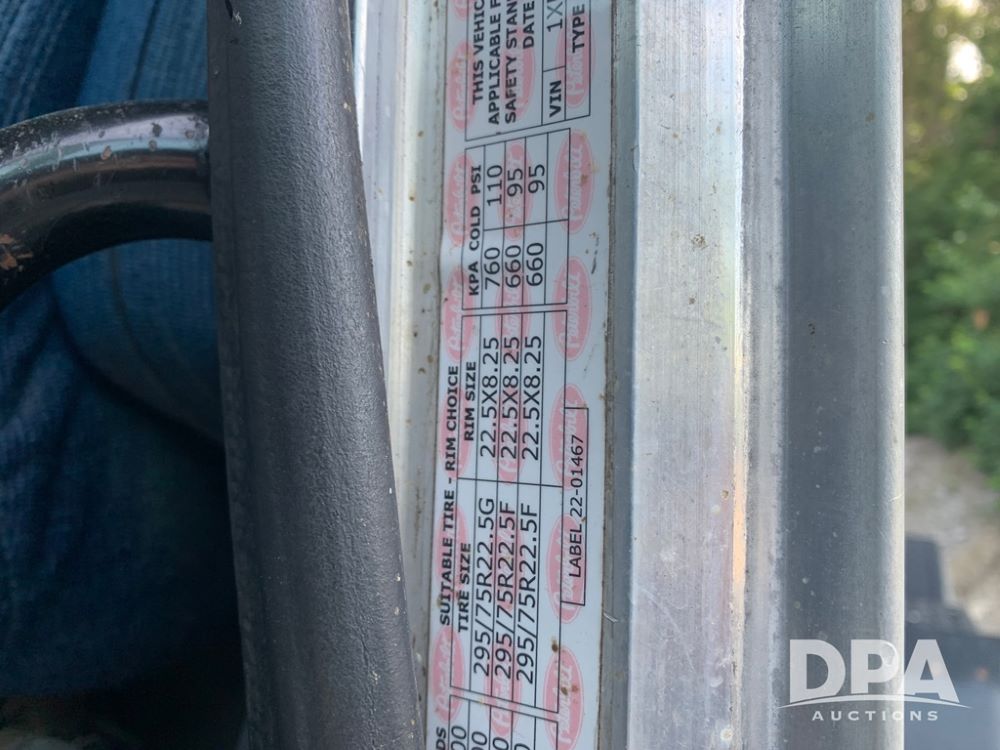 SUITABLE TIRE - RIM CHOICE
TIRE SIZE RIM SIZE KPA COLD PSI
295/75R22.5G 22.5X8.25 760 110
295/75R22.5F 22.5X8.25 660 95
295/75R22.5F 22.5X8.25 660 95
LABEL 22-01467
THIS VEHIC
APPLICABLE F
SAFETY STAN
DATE
VIN
TYPE
Peterbilt
DPA
AUCTIONS